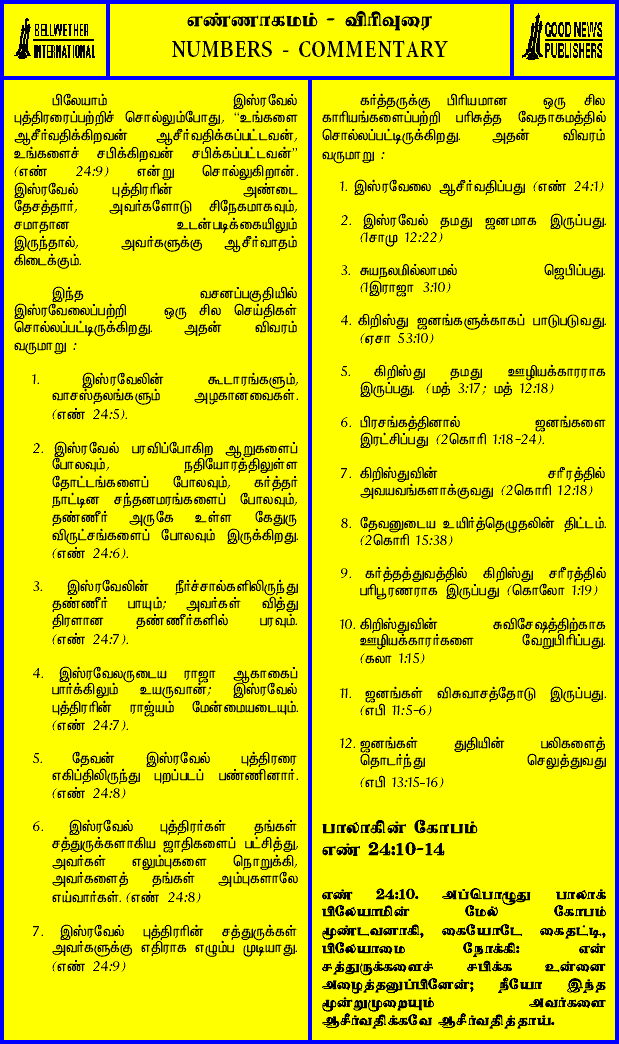 BELLWETHER
INTERNATIONAL
எண்ணாகமம் - விரிவுரை
NUMBERS - COMMENTARY
GOOD NEWS
PUBLISHERS
பிலேயாம் இஸ்ரவேல்
புத்திரரைப்பற்றிச் சொல்லும்போது, “உங்களை
ஆசீர்வதிக்கிறவன் ஆசீர்வதிக்கப்பட்டவன்,
உங்களைச் சபிக்கிறவன் சபிக்கப்பட்டவன்”
(எண் 24:9) என்று சொல்லுகிறான்.
இஸ்ரவேல் புத்திரரின் அண்டை
தேசத்தார், அவர்களோடு சிநேகமாகவும்,
சமாதான உடன்படிக்கையிலும்
இருந்தால், அவர்களுக்கு ஆசீர்வாதம்
கிடைக்கும்.
இந்த வசனப்பகுதியில்
இஸ்ரவேலைப்பற்றி ஒரு சில செய்திகள்
சொல்லப்பட்டிருக்கிறது. அதன் விவரம்
வருமாறு :
1. இஸ்ரவேலின் கூடாரங்களும்,
வாசஸ்தலங்களும் அழகானவைகள்.
(எண் 24:5).
2. இஸ்ரவேல் பரவிப்போகிற ஆறுகளைப்
போலவும், நதியோரத்திலுள்ள
தோட்டங்களைப் போலவும், கர்த்தர்
நாட்டின சந்தனமரங்களைப் போலவும்,
தண்ணீர் அருகே உள்ள கேதுரு
விருட்சங்களைப் போலவும் இருக்கிறது.
(எண் 24:6).
3. இஸ்ரவேலின் நீர்ச்சால்களிலிருந்து
தண்ணீர் பாயும்; அவர்கள் வித்து
திரளான தண்ணீர்களில் பரவும்.
(எண் 24:7).
4. இஸ்ரவேலருடைய ராஜா ஆகாகைப்
பார்க்கிலும் உயருவான்; இஸ்ரவேல்
புத்திரரின் ராஜ்யம் மேன்மையடையும்.
(எண் 24:7).
5. தேவன் இஸ்ரவேல் புத்திரரை
எகிப்திலிருந்து புறப்படப் பண்ணினார்.
(எண் 24:8)
6. இஸ்ரவேல் புத்திரர்கள் தங்கள்
சத்துருக்களாகிய ஜாதிகளைப் பட்சித்து,
அவர்கள் எலும்புகளை நொறுக்கி,
அவர்களைத் தங்கள் அம்புகளாலே
எய்வார்கள். (எண் 24:8)
7. இஸ்ரவேல் புத்திரரின் சத்துருக்கள்
அவர்களுக்கு எதிராக எழும்ப முடியாது.
(எண் 24:9)
கர்த்தருக்கு பிரியமான ஒரு சில
காரியங்களைப்பற்றி பரிசுத்த வேதாகமத்தில்
சொல்லப்பட்டிருக்கிறது. அதன் விவரம்
வருமாறு :
1. இஸ்ரவேலை ஆசீர்வதிப்பது (எண் 24:1)
2. இஸ்ரவேல் தமது ஜனமாக இருப்பது.
(1சாமு 12:22)
3. சுயநலமில்லாமல் ஜெபிப்பது.
(1இராஜா 3:10)
4. கிறிஸ்து ஜனங்களுக்காகப் பாடுபடுவது.
(ஏசா 53:10)
5. கிறிஸ்து தமது ஊழியக்காரராக
இருப்பது. (மத் 3:17; மத் 12:18)
6. பிரசங்கத்தினால் ஜனங்களை
இரட்சிப்பது (2கொரி 1:18-24).
7. கிறிஸ்துவின் சரீரத்தில்
அவயவங்களாக்குவது (2கொரி 12:18)
8. தேவனுடைய உயிர்த்தெழுதலின் திட்டம்.
(2கொரி 15:38)
9. கர்த்தத்துவத்தில் கிறிஸ்து சரீரத்தில்
பரிபூரணராக இருப்பது (கொலோ 1:19)
10. கிறிஸ்துவின் சுவிசேஷத்திற்காக
ஊழியக்காரர்களை வேறுபிரிப்பது.
(கலா 1:15)
11. ஜனங்கள் விசுவாசத்தோடு இருப்பது.
(எபி 11:5-6)
12. ஜனங்கள் துதியின் பலிகளைத்
தொடர்ந்து செலுத்துவது
(எபி 13:15-16)
பாலாகின் கோபம்
எண் 24:10-14
எண் 24:10. அப்பொழுது பாலாக்
பிலேயாமின் மேல் கோபம்
மூண்டவனாகி, கையோடே கைதட்டி,
பிலேயாமை நோக்கி: என்
சத்துருக்களைச் சபிக்க உன்னை
அழைத்தனுப்பினேன்; நீயோ இந்த
மூன்றுமுறையும் அவர்களை
ஆசீர்வதிக்கவே ஆசீர்வதித்தாய்.